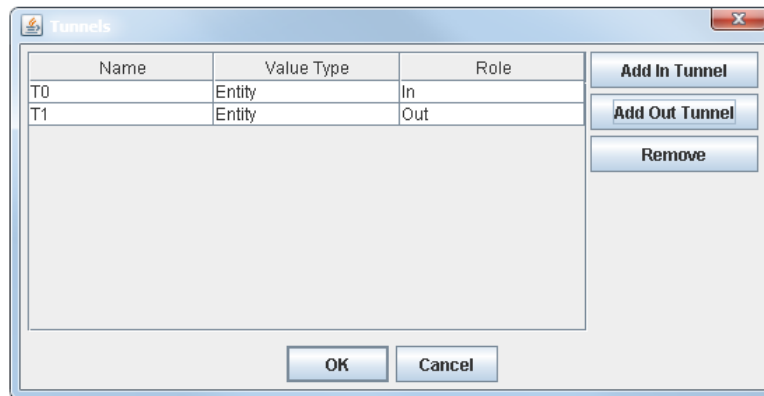 Tunnels
Name Value Type Role Add In Tunnel
T0 Entity In
T1 Entity Out Add Out Tunnel
Remove
OK Cancel